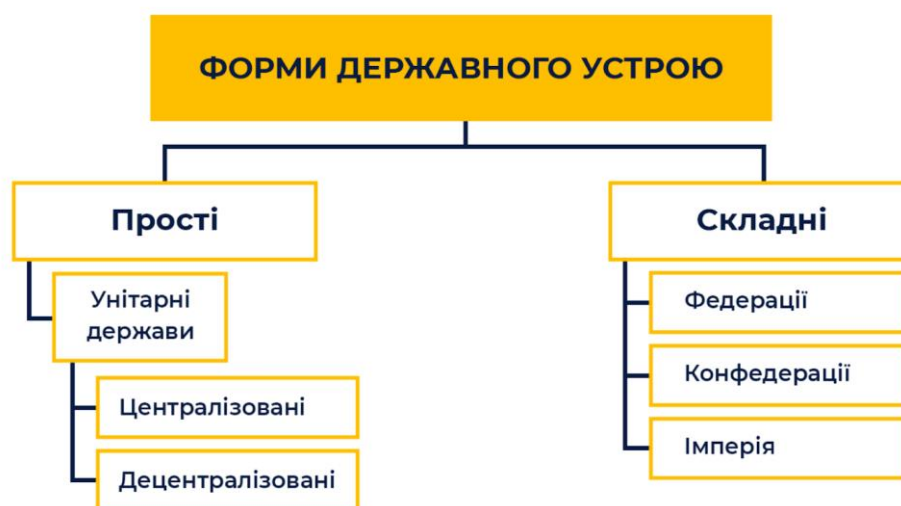 ФОРМИ ДЕРЖАВНОГО УСТРОЮ
Прості
Унітарні
держави
Централізовані
Децентралізовані
Складні
Федерації
Конфедерації
Імперія